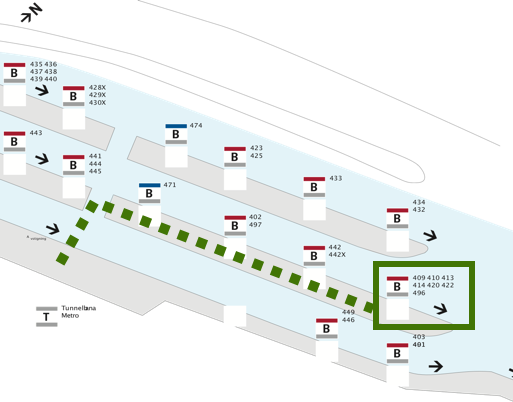 N
B
435 436
437 438
439 440
B
428X
429X
430X
B
443
B
441
444
445
B
474
B
423
425
B
433
B
434
432
B
471
B
402
497
B
442
442X
B
409 410 413
414 420 422
496
449
446
B
403
491
B
T
Tunnelbana
Metro